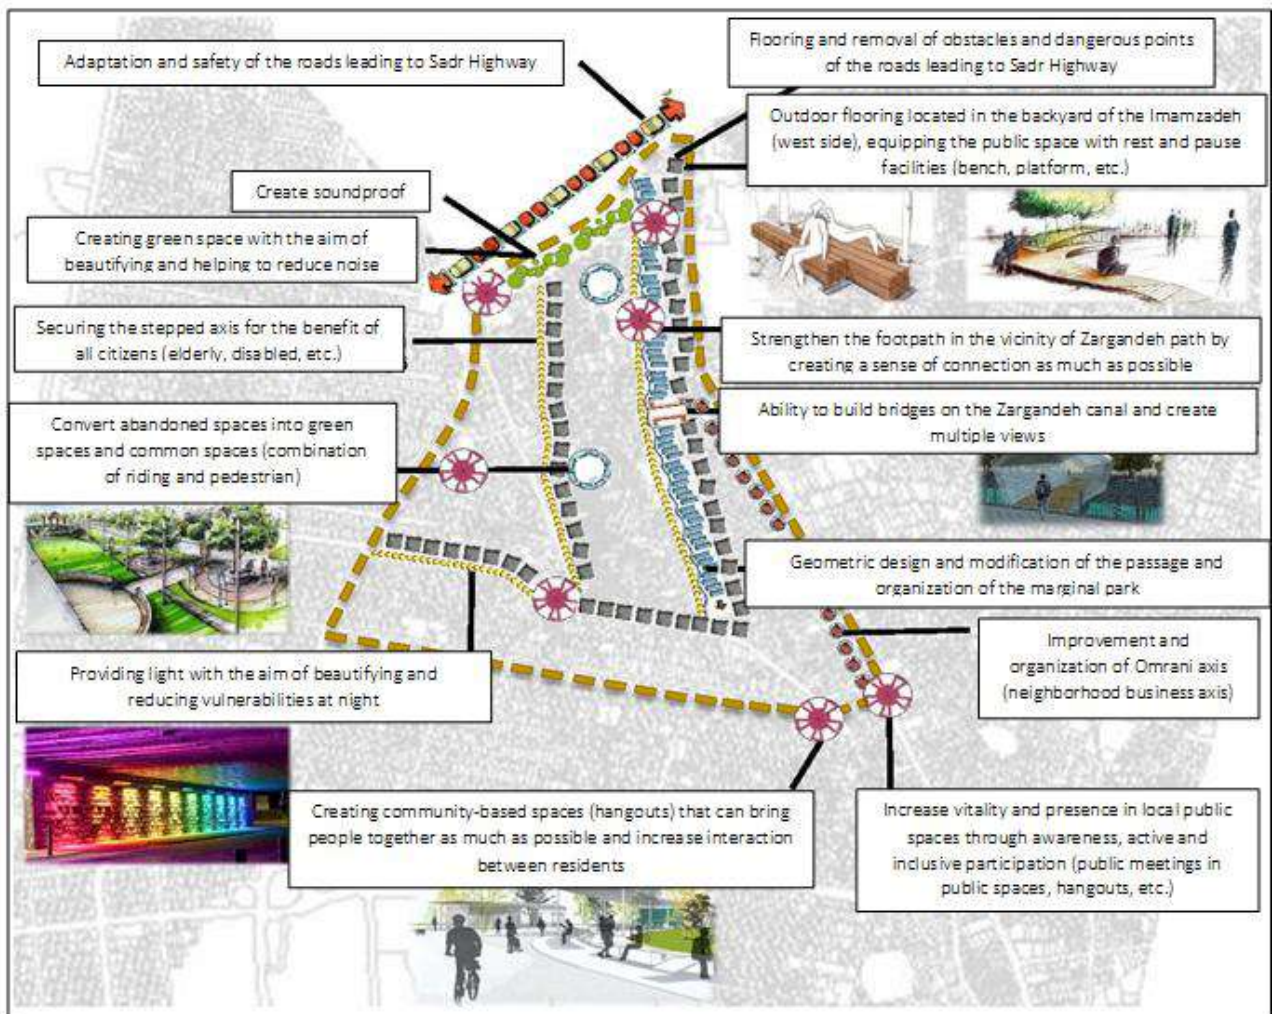 Adaptation and safety of the roads leading to Sadr Highway
Flooring and removal of obstacles and dangerous points
of the roads leading to Sadr Highway
Outdoor flooring located in the backyard of the Imamzadeh
(west side), equipping the public space with rest and pause
facilities (bench, platform, etc.)
Create soundproof
Creating green space with the aim of
beautifying and helping to reduce noise
Securing the stepped axis for the benefit of
all citizens (elderly, disabled, etc.)
Strengthen the footpath in the vicinity of Zargandeh path by
creating a sense of connection as much as possible
Ability to build bridges on the Zargandeh canal and create
multiple views
Convert abandoned spaces into green
spaces and common spaces (combination
of riding and pedestrian)
Geometric design and modification of the passage and
organization of the marginal park
Improvement and
organization of Omrani axis
(neighborhood business axis)
Providing light with the aim of beautifying and
reducing vulnerabilities at night
Creating community-based spaces (hangouts) that can bring
people together as much as possible and increase interaction
between residents
Increase vitality and presence in local public
spaces through awareness, active and
inclusive participation (public meetings in
public spaces, hangouts, etc.)